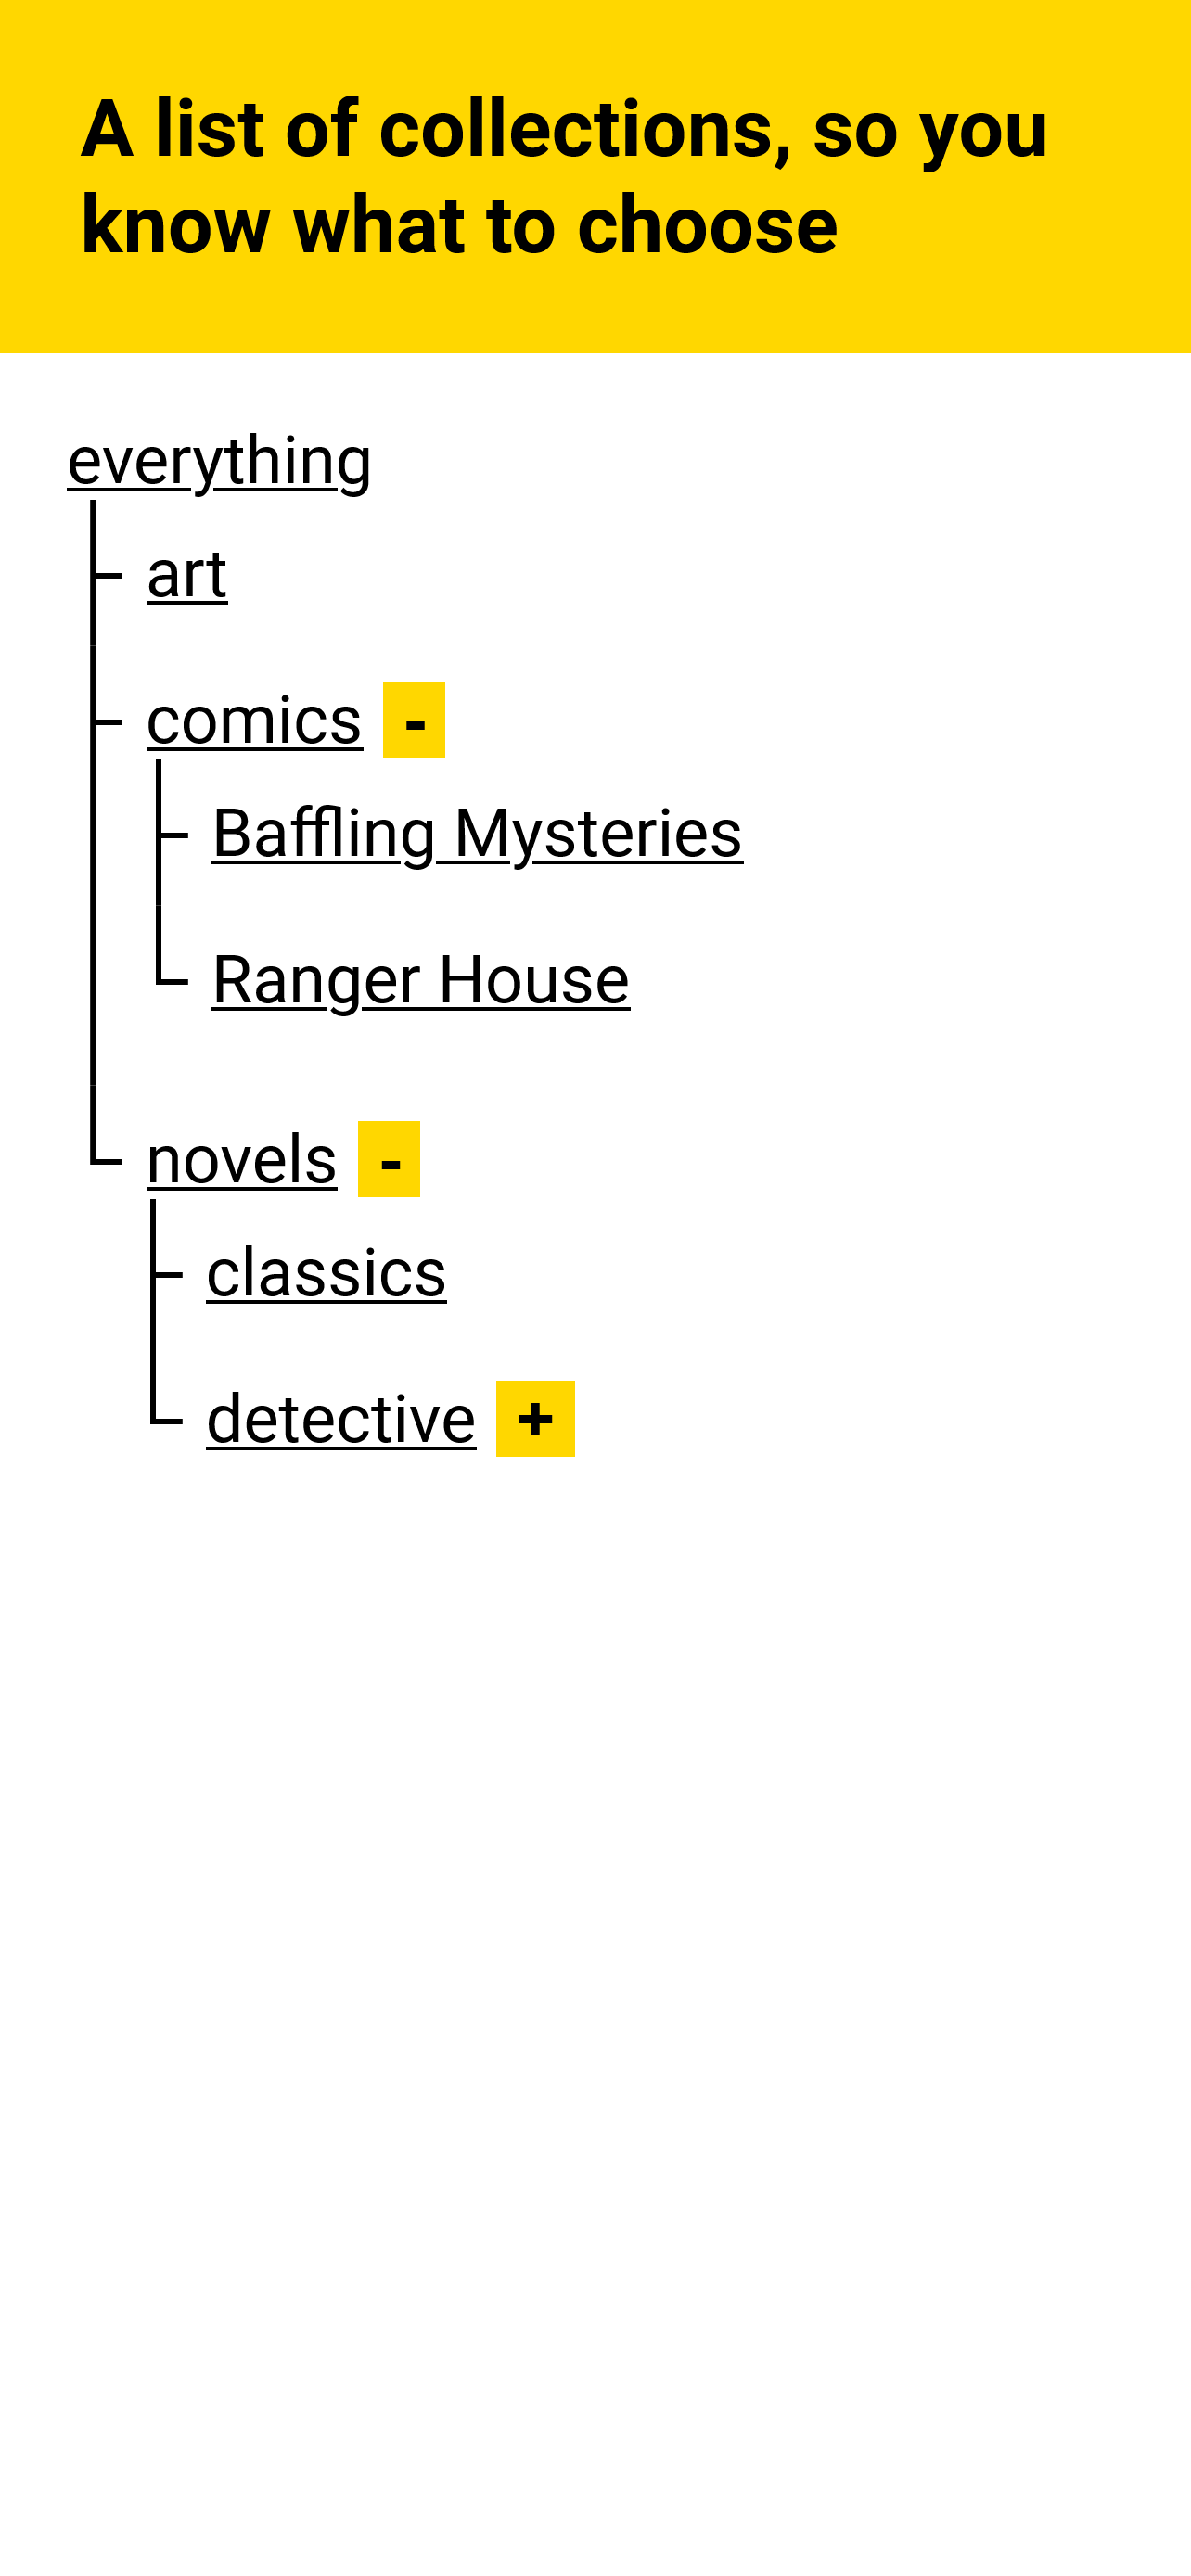 A list of collections, so you
know what to choose
everything
art
comics -
Baffling Mysteries
Ranger House
novels -
classics
detective +